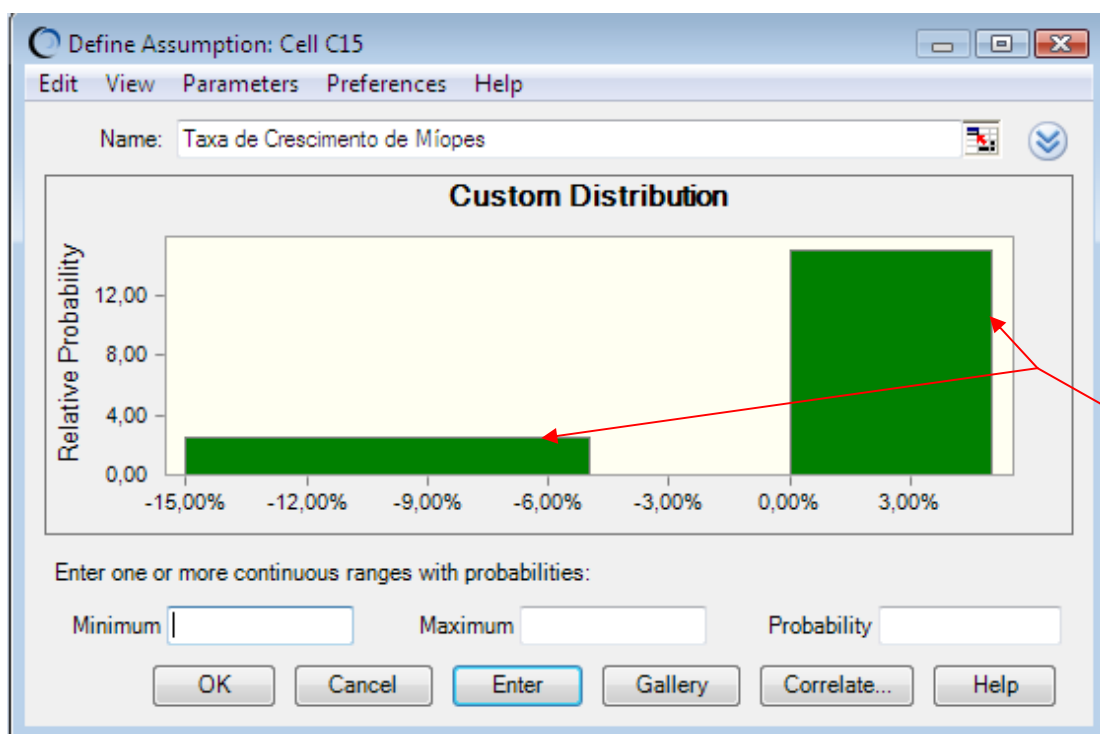 Define Assumption: Cell C15
Edit View Parameters Preferences Help
Name: Taxa de Crescimento de Míopes
Custom Distribution
Relative Probability
12,00
8,00
4,00
0,00
-15,00% -12,00% -9,00% -6,00% -3,00% 0,00% 3,00%
Enter one or more continuous ranges with probabilities:
Minimum Maximum Probability
OK Cancel Enter Gallery Correlate... Help